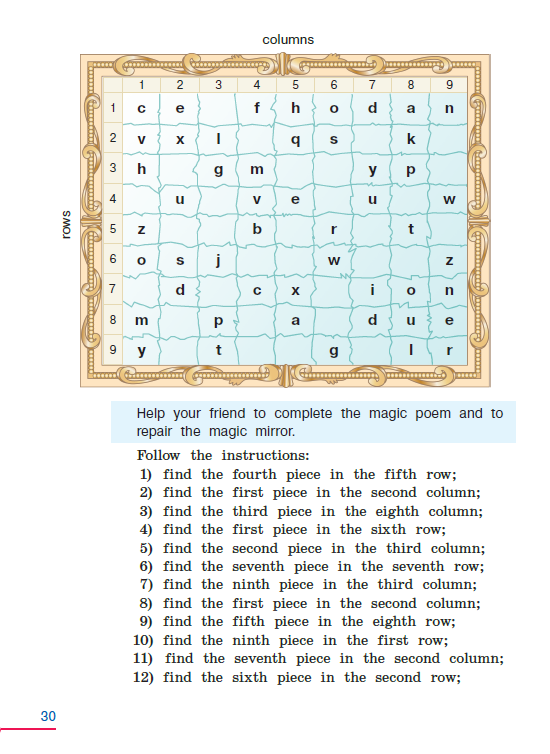 columns
1 2 3 4 5 6 7 8 9
1 c e f h o d a n
2 v x l q s k
3 h g m y p
4 u v e u w
rows
5 z b r t
6 o s j w z
7 d c x i o n
8 m p a d u e
9 y t g l r
Help your friend to complete the magic poem and to
repair the magic mirror.
Follow the instructions:
1) find the fourth piece in the fifth row;
2) find the first piece in the second column;
3) find the third piece in the eighth column;
4) find the first piece in the sixth row;
5) find the second piece in the third column;
6) find the seventh piece in the seventh row;
7) find the ninth piece in the third column;
8) find the first piece in the second column;
9) find the fifth piece in the eighth row;
10) find the ninth piece in the first row;
11) find the seventh piece in the second column;
12) find the sixth piece in the second row;
30